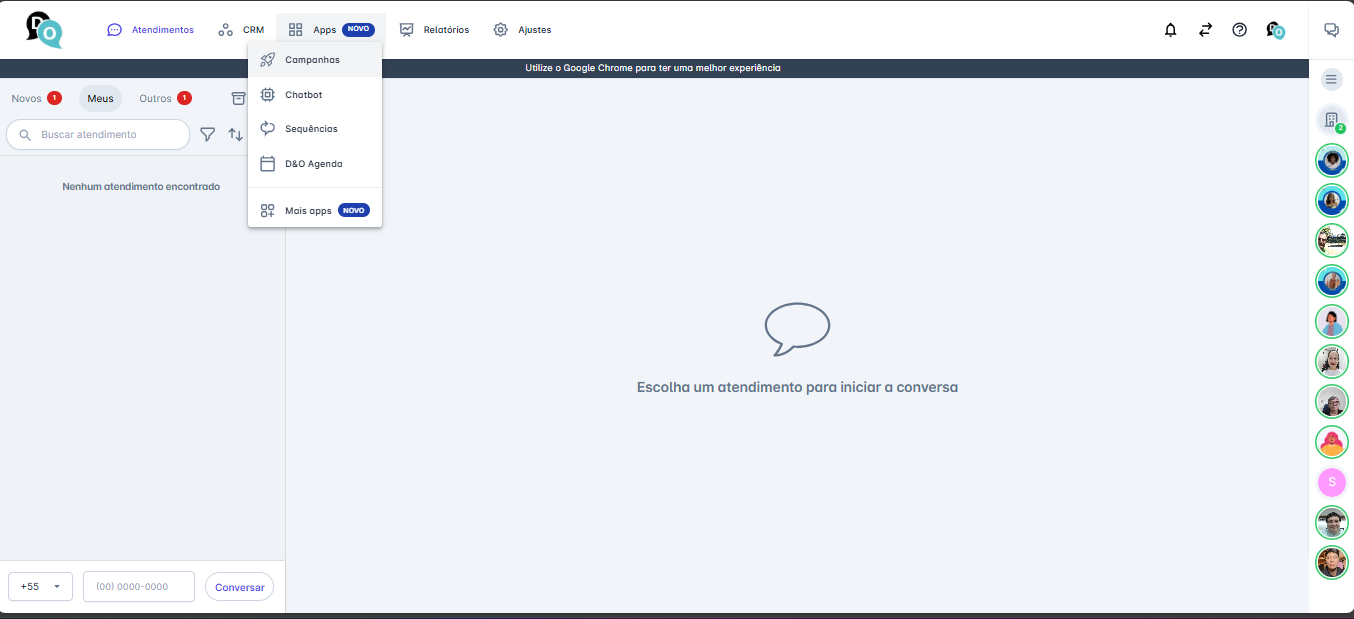 DO
Atendimentos CRM Apps NOVO Relatórios Ajustes
DO
Utilize o Google Chrome para ter uma melhor experiência
Campanhas
Chatbot
Sequências
D&O Agenda
Mais apps NOVO
Novos 1 Meus Outros 1
Buscar atendimento
Nenhum atendimento encontrado
Escolha um atendimento para iniciar a conversa
2
S
+55 (00) 0000-0000 Conversar